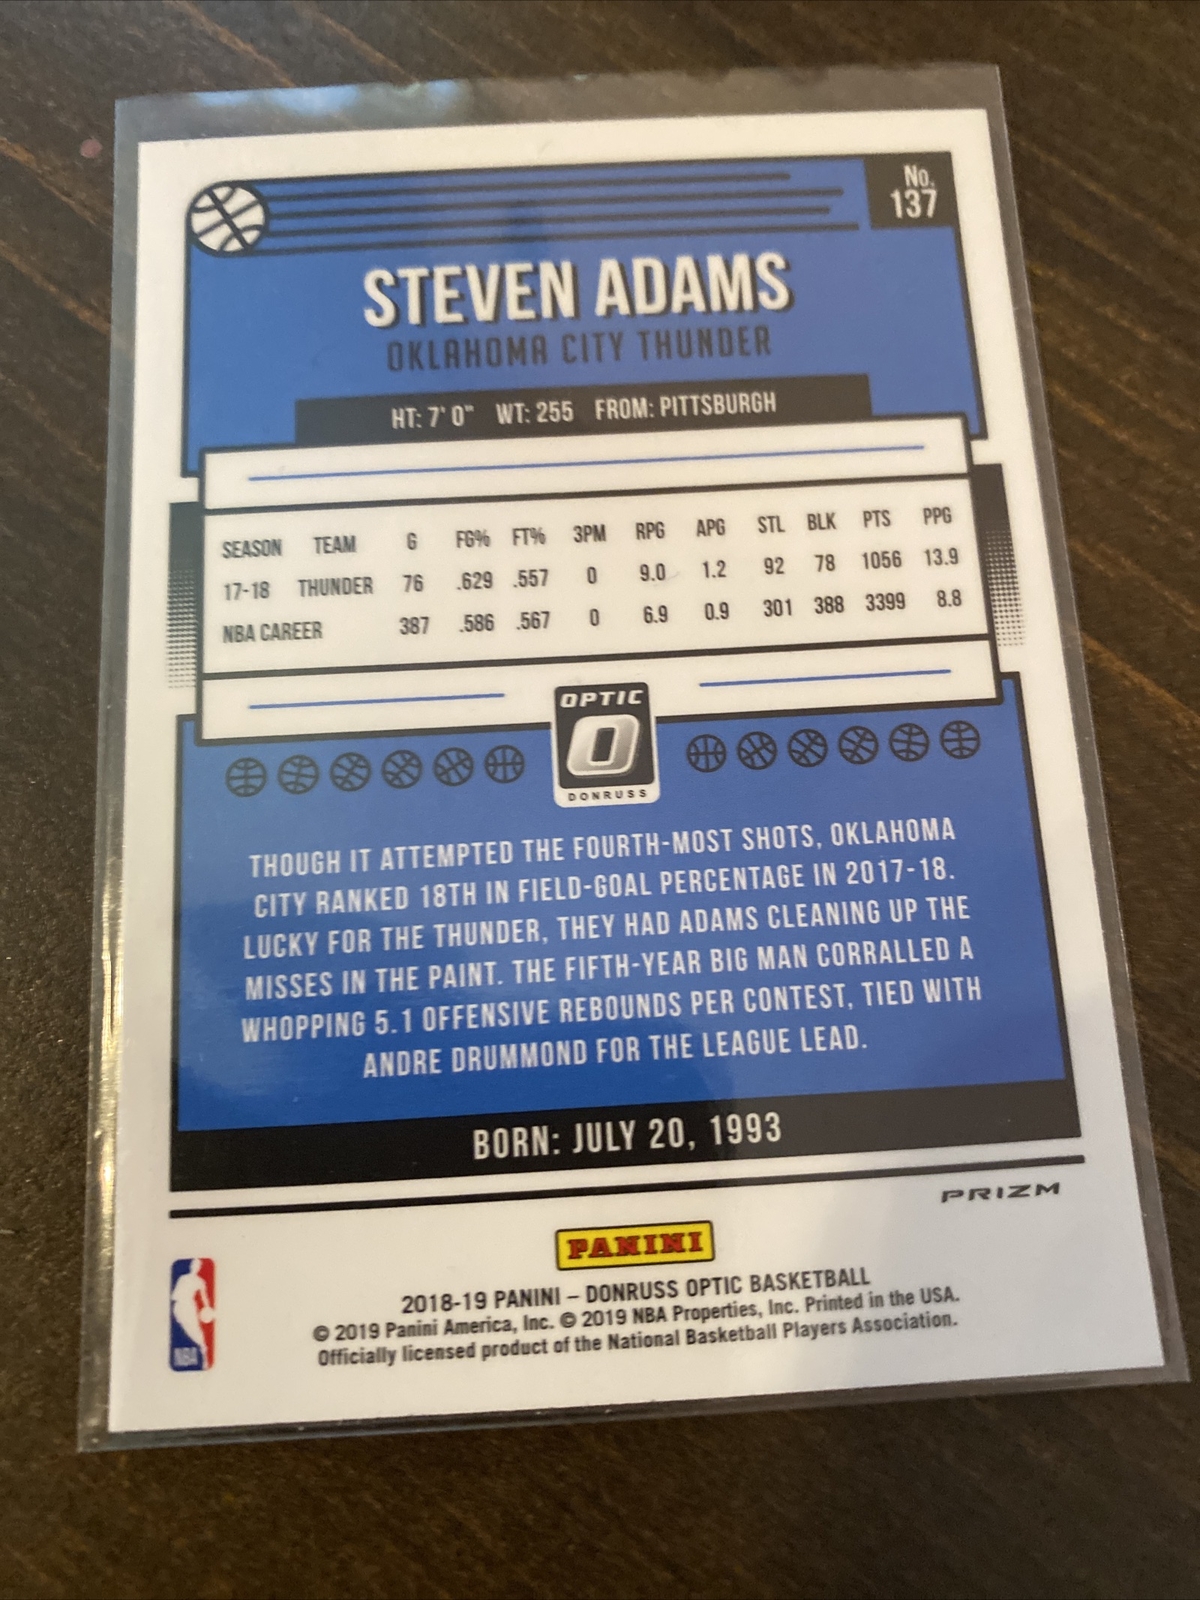 No.
137
STEVEN ADAMS
OKLAHOMA CITY THUNDER
HT: 7' 0" WT: 255 FROM: PITTSBURGH
SEASON TEAM G FG% FT% 3PM RPG APG STL BLK PTS PPG
17-18 THUNDER 76 .629 .557 0 9.0 1.2 92 78 1056 13.9
NBA CAREER 387 .586 .567 0 6.9 0.9 301 388 3399 8.8
OPTIC
O
DONRUSS
THOUGH IT ATTEMPTED THE FOURTH-MOST SHOTS, OKLAHOMA
CITY RANKED 18TH IN FIELD-GOAL PERCENTAGE IN 2017-18.
LUCKY FOR THE THUNDER, THEY HAD ADAMS CLEANING UP THE
MISSES IN THE PAINT. THE FIFTH-YEAR BIG MAN CORRALLED A
WHOPPING 5.1 OFFENSIVE REBOUNDS PER CONTEST, TIED WITH
ANDRE DRUMMOND FOR THE LEAGUE LEAD.
BORN: JULY 20, 1993
PRIZM
PANINI
2018-19 PANINI – DONRUSS OPTIC BASKETBALL
© 2019 Panini America, Inc. © 2019 NBA Properties, Inc. Printed in the USA.
Officially licensed product of the National Basketball Players Association.
NBA